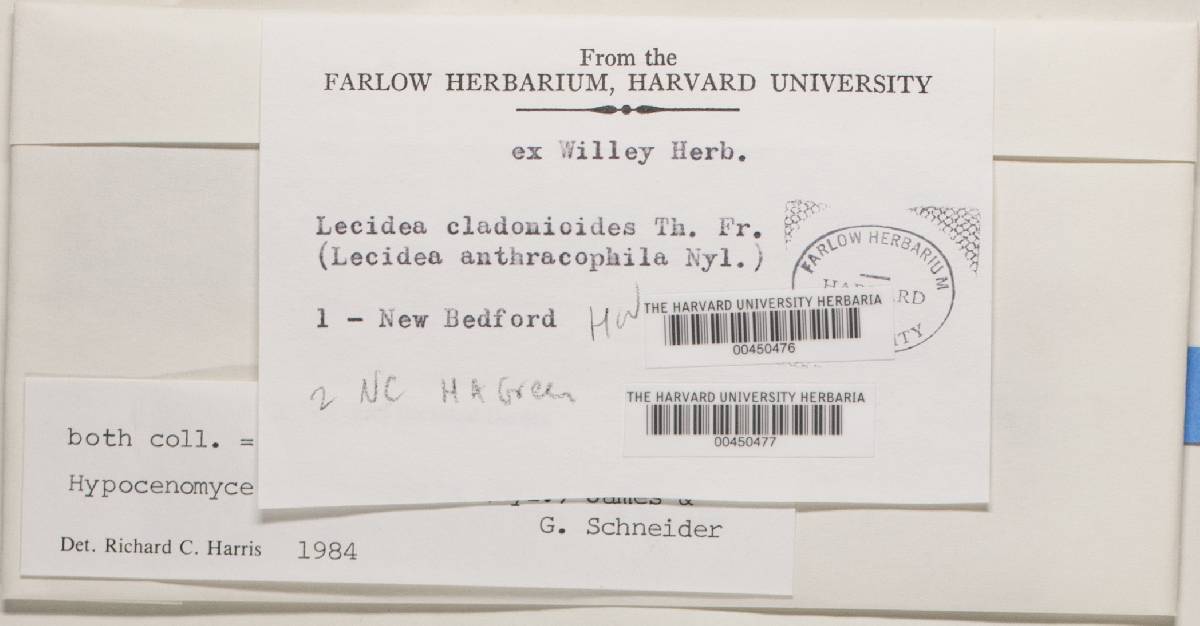 From the
FARLOW HERBARIUM, HARVARD UNIVERSITY
ex Willey Herb.
Lecidea cladonioides Th. Fr.
(Lecidea anthracophila Nyl.)
1 - New Bedford HW
2 NC H A Green
FARLOW HERBARIUM
THE HARVARD UNIVERSITY HERBARIA
00450476
THE HARVARD UNIVERSITY HERBARIA
00450477
both coll. =
Hypocenomyce James &
G. Schneider
Det. Richard C. Harris 1984